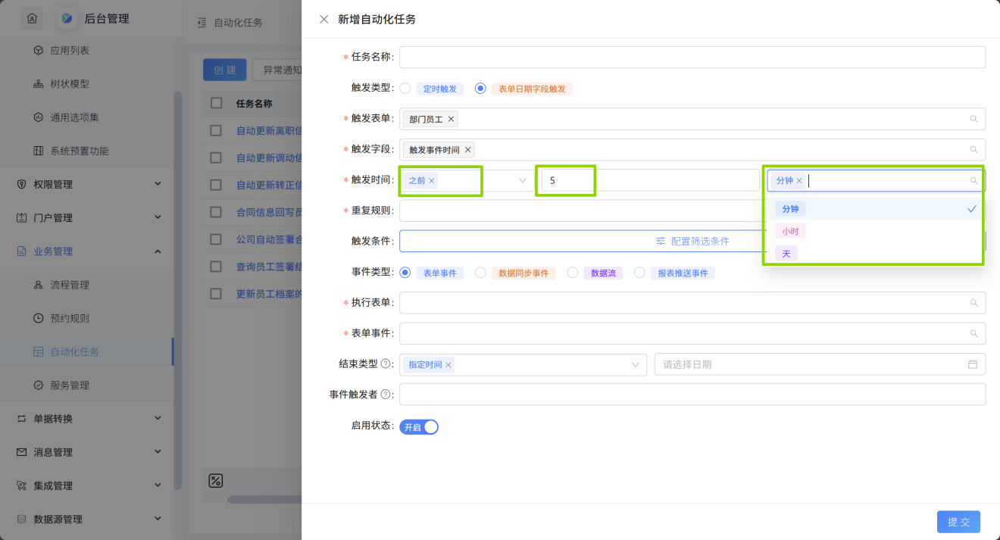 后台管理
应用列表
树状模型
通用选项集
系统预置功能
权限管理
门户管理
业务管理
流程管理
预约规则
自动化任务
服务管理
单据转换
消息管理
集成管理
数据源管理
自动化任务
创 建
异常通知
任务名称
自动更新离职信
自动更新调动信
自动更新转正信
合同信息回写员
公司自动签署合
查询员工签署结
更新员工档案的
新增自动化任务
* 任务名称:
触发类型: 定时触发 表单日期字段触发
* 触发表单: 部门员工 ×
* 触发字段: 触发事件时间 ×
* 触发时间: 之前 × 5 分钟 ×
分钟
小时
天
* 重复规则:
触发条件: 配置筛选条件
事件类型: 表单事件 数据同步事件 数据流 报表推送事件
* 执行表单:
* 表单事件:
结束类型 ? : 指定时间 × 请选择日期
事件触发者 ? :
启用状态: 开启
提 交